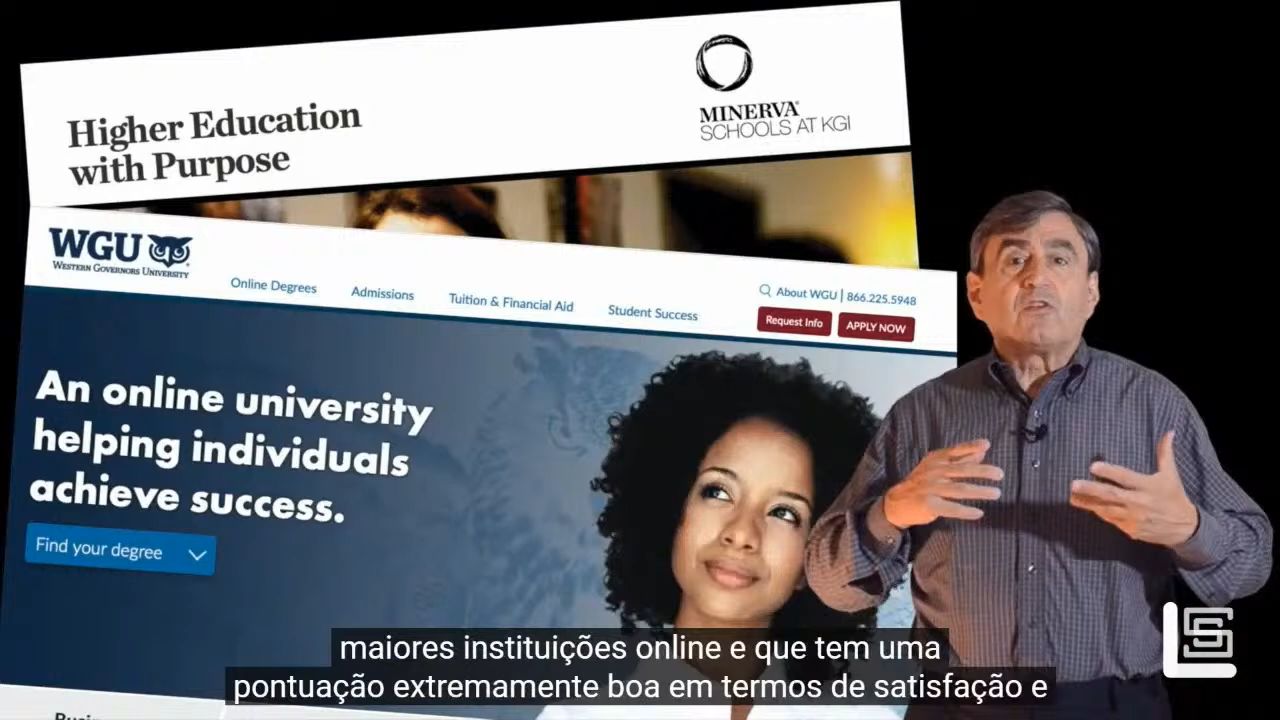 Higher Education
with Purpose
MINERVA
SCHOOLS AT KGI
WGU
WESTERN GOVERNORS UNIVERSITY
Online Degrees
Admissions
Tuition & Financial Aid
Student Success
About WGU | 866.225.5948
Request Info
APPLY NOW
An online university
helping individuals
achieve success.
Find your degree
maiores instituições online e que tem uma
pontuação extremamente boa em termos de satisfação e